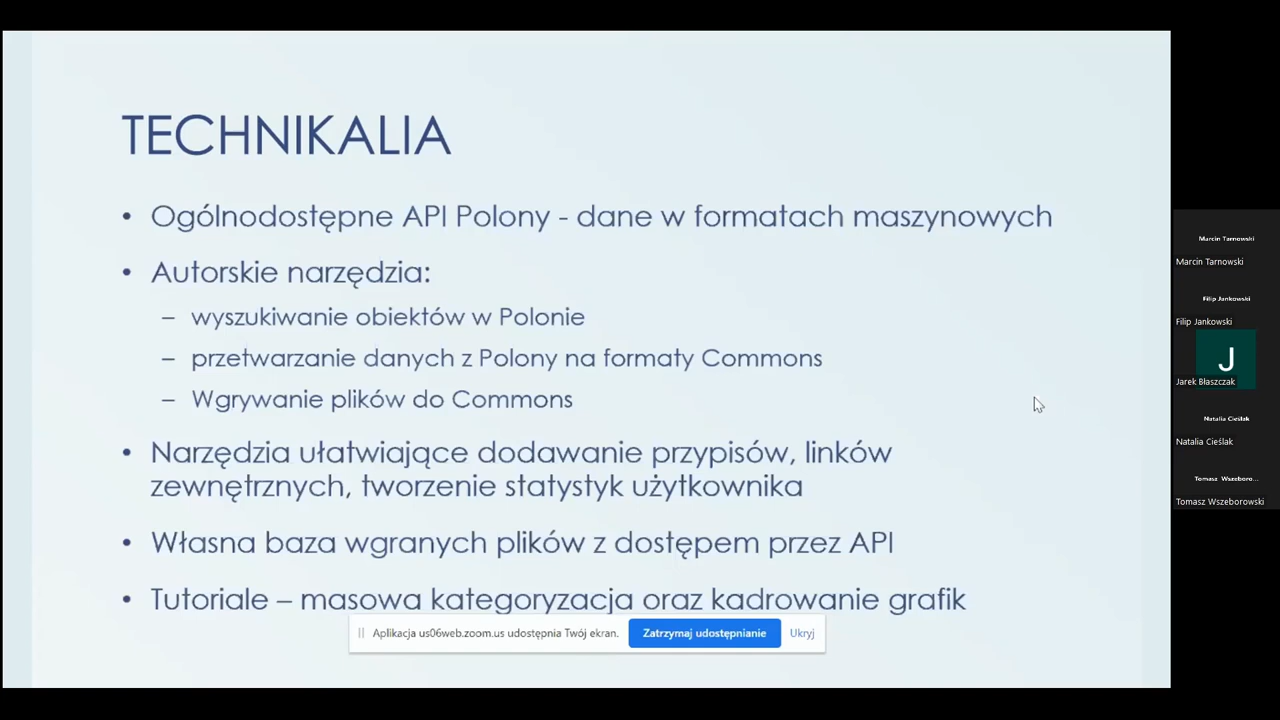 TECHNIKALIA
• Ogólnodostępne API Polony - dane w formatach maszynowych
• Autorskie narzędzia:
– wyszukiwanie obiektów w Polonie
– przetwarzanie danych z Polony na formaty Commons
– Wgrywanie plików do Commons
• Narzędzia ułatwiające dodawanie przypisów, linków
zewnętrznych, tworzenie statystyk użytkownika
• Własna baza wgranych plików z dostępem przez API
• Tutoriale – masowa kategoryzacja oraz kadrowanie grafik
Aplikacja us06web.zoom.us udostępnia Twój ekran. Zatrzymaj udostępnianie Ukryj
Marcin Tarnowski
Marcin Tarnowski
Filip Jankowski
Filip Jankowski
J
Jarek Błaszczak
Natalia Cieślak
Natalia Cieślak
Tomasz Wszeboro...
Tomasz Wszeborowski